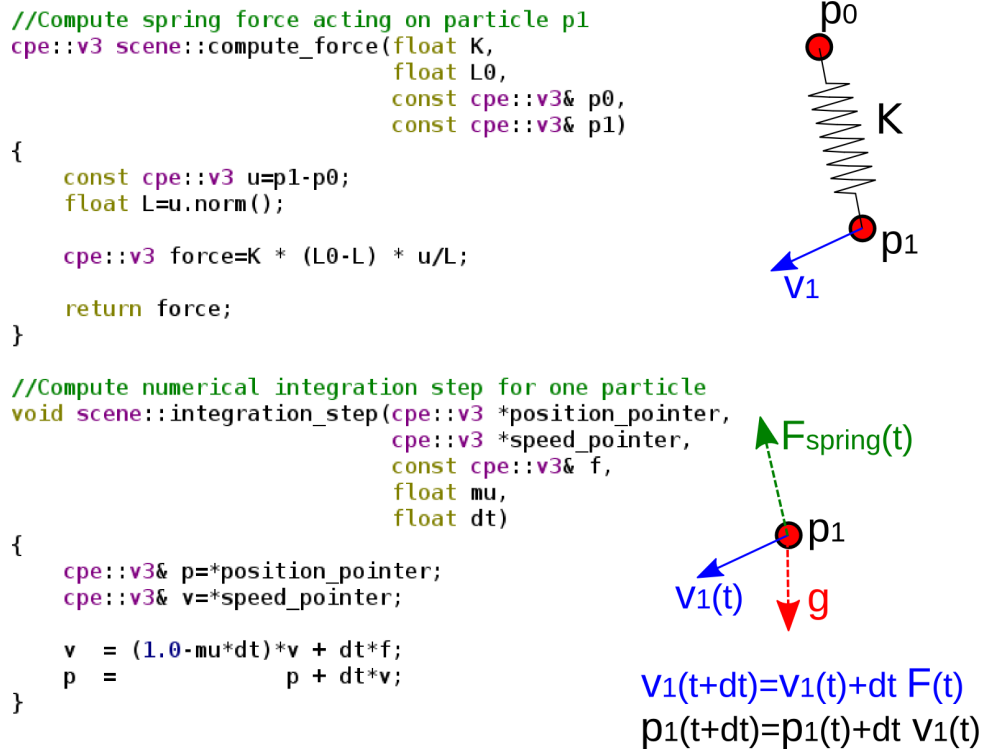 //Compute spring force acting on particle p1
cpe::v3 scene::compute_force(float K,
float L0,
const cpe::v3& p0,
const cpe::v3& p1)
{
const cpe::v3 u=p1-p0;
float L=u.norm();
cpe::v3 force=K * (L0-L) * u/L;
return force;
}
p0
K
p1
v1
//Compute numerical integration step for one particle
void scene::integration_step(cpe::v3 *position_pointer,
cpe::v3 *speed_pointer,
const cpe::v3& f,
float mu,
float dt)
{
cpe::v3& p=*position_pointer;
cpe::v3& v=*speed_pointer;
v = (1.0-mu*dt)*v + dt*f;
p = p + dt*v;
}
Fspring(t)
p1
v1(t)
g
v1(t+dt)=v1(t)+dt F(t)
p1(t+dt)=p1(t)+dt v1(t)